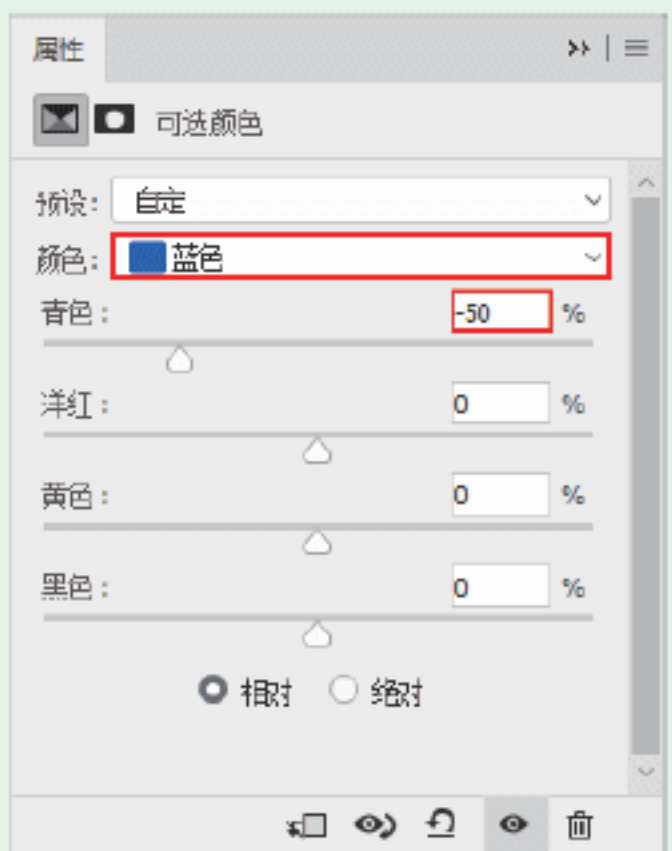 属性
可选颜色
预设: 自定
颜色: 蓝色
青色: -50 %
洋红: 0 %
黄色: 0 %
黑色: 0 %
相对 绝对